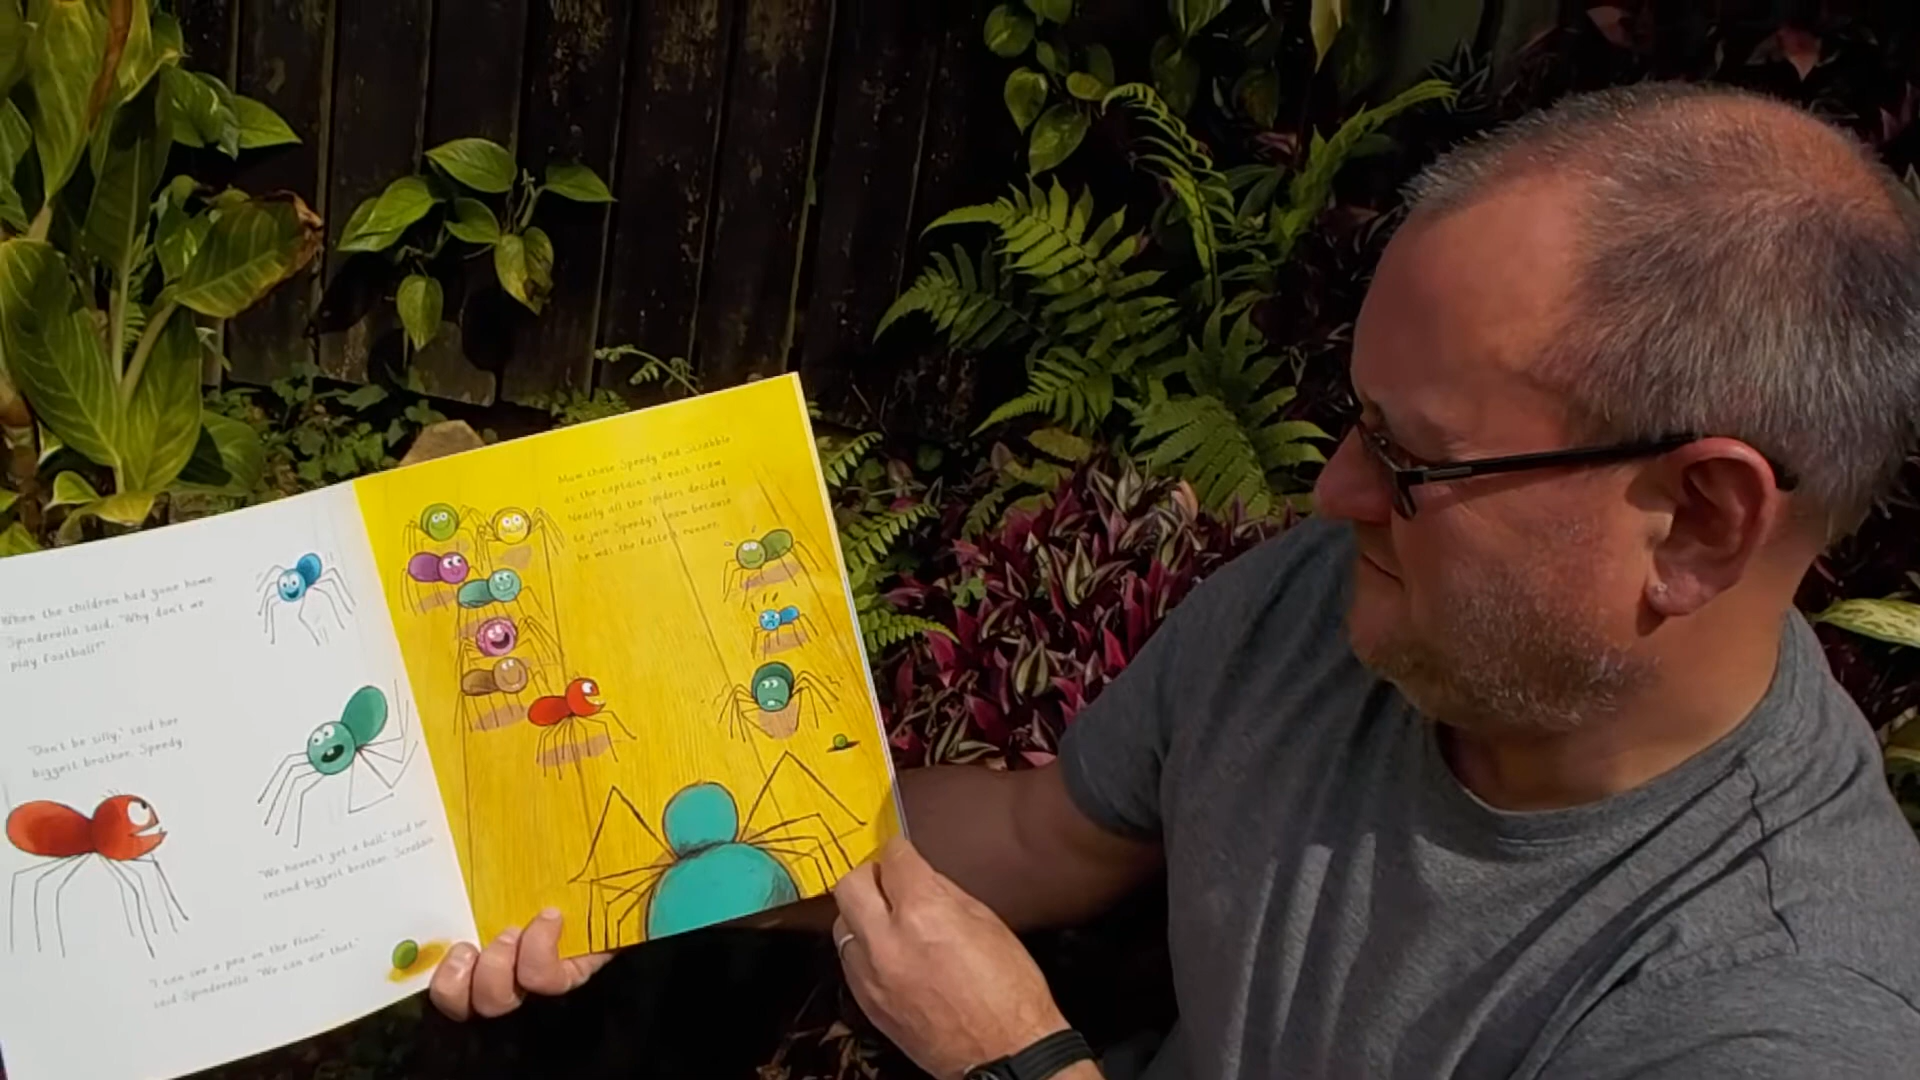 When the children had gone home,
Spinderella said, "Why don't we
play football?"
"Don't be silly," said her
biggest brother, Speedy.
"We haven't got a ball," said her
second biggest brother, Scrabble.
"I can see a pea on the floor,"
said Spinderella. "We can use that."
Mum chose Speedy and Scrabble
as the captains of each team.
Nearly all the spiders decided
to join Speedy's team because
he was the fastest runner.